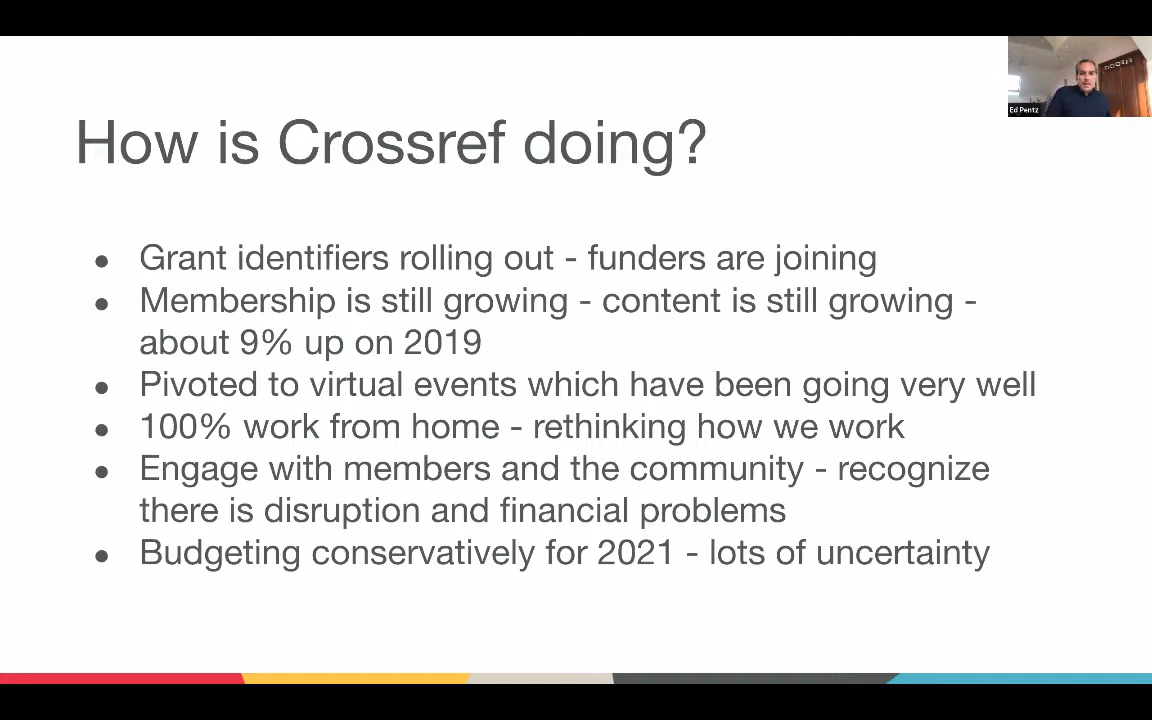 Ed Pentz
How is Crossref doing?
● Grant identifiers rolling out - funders are joining
● Membership is still growing - content is still growing -
about 9% up on 2019
● Pivoted to virtual events which have been going very well
● 100% work from home - rethinking how we work
● Engage with members and the community - recognize
there is disruption and financial problems
● Budgeting conservatively for 2021 - lots of uncertainty